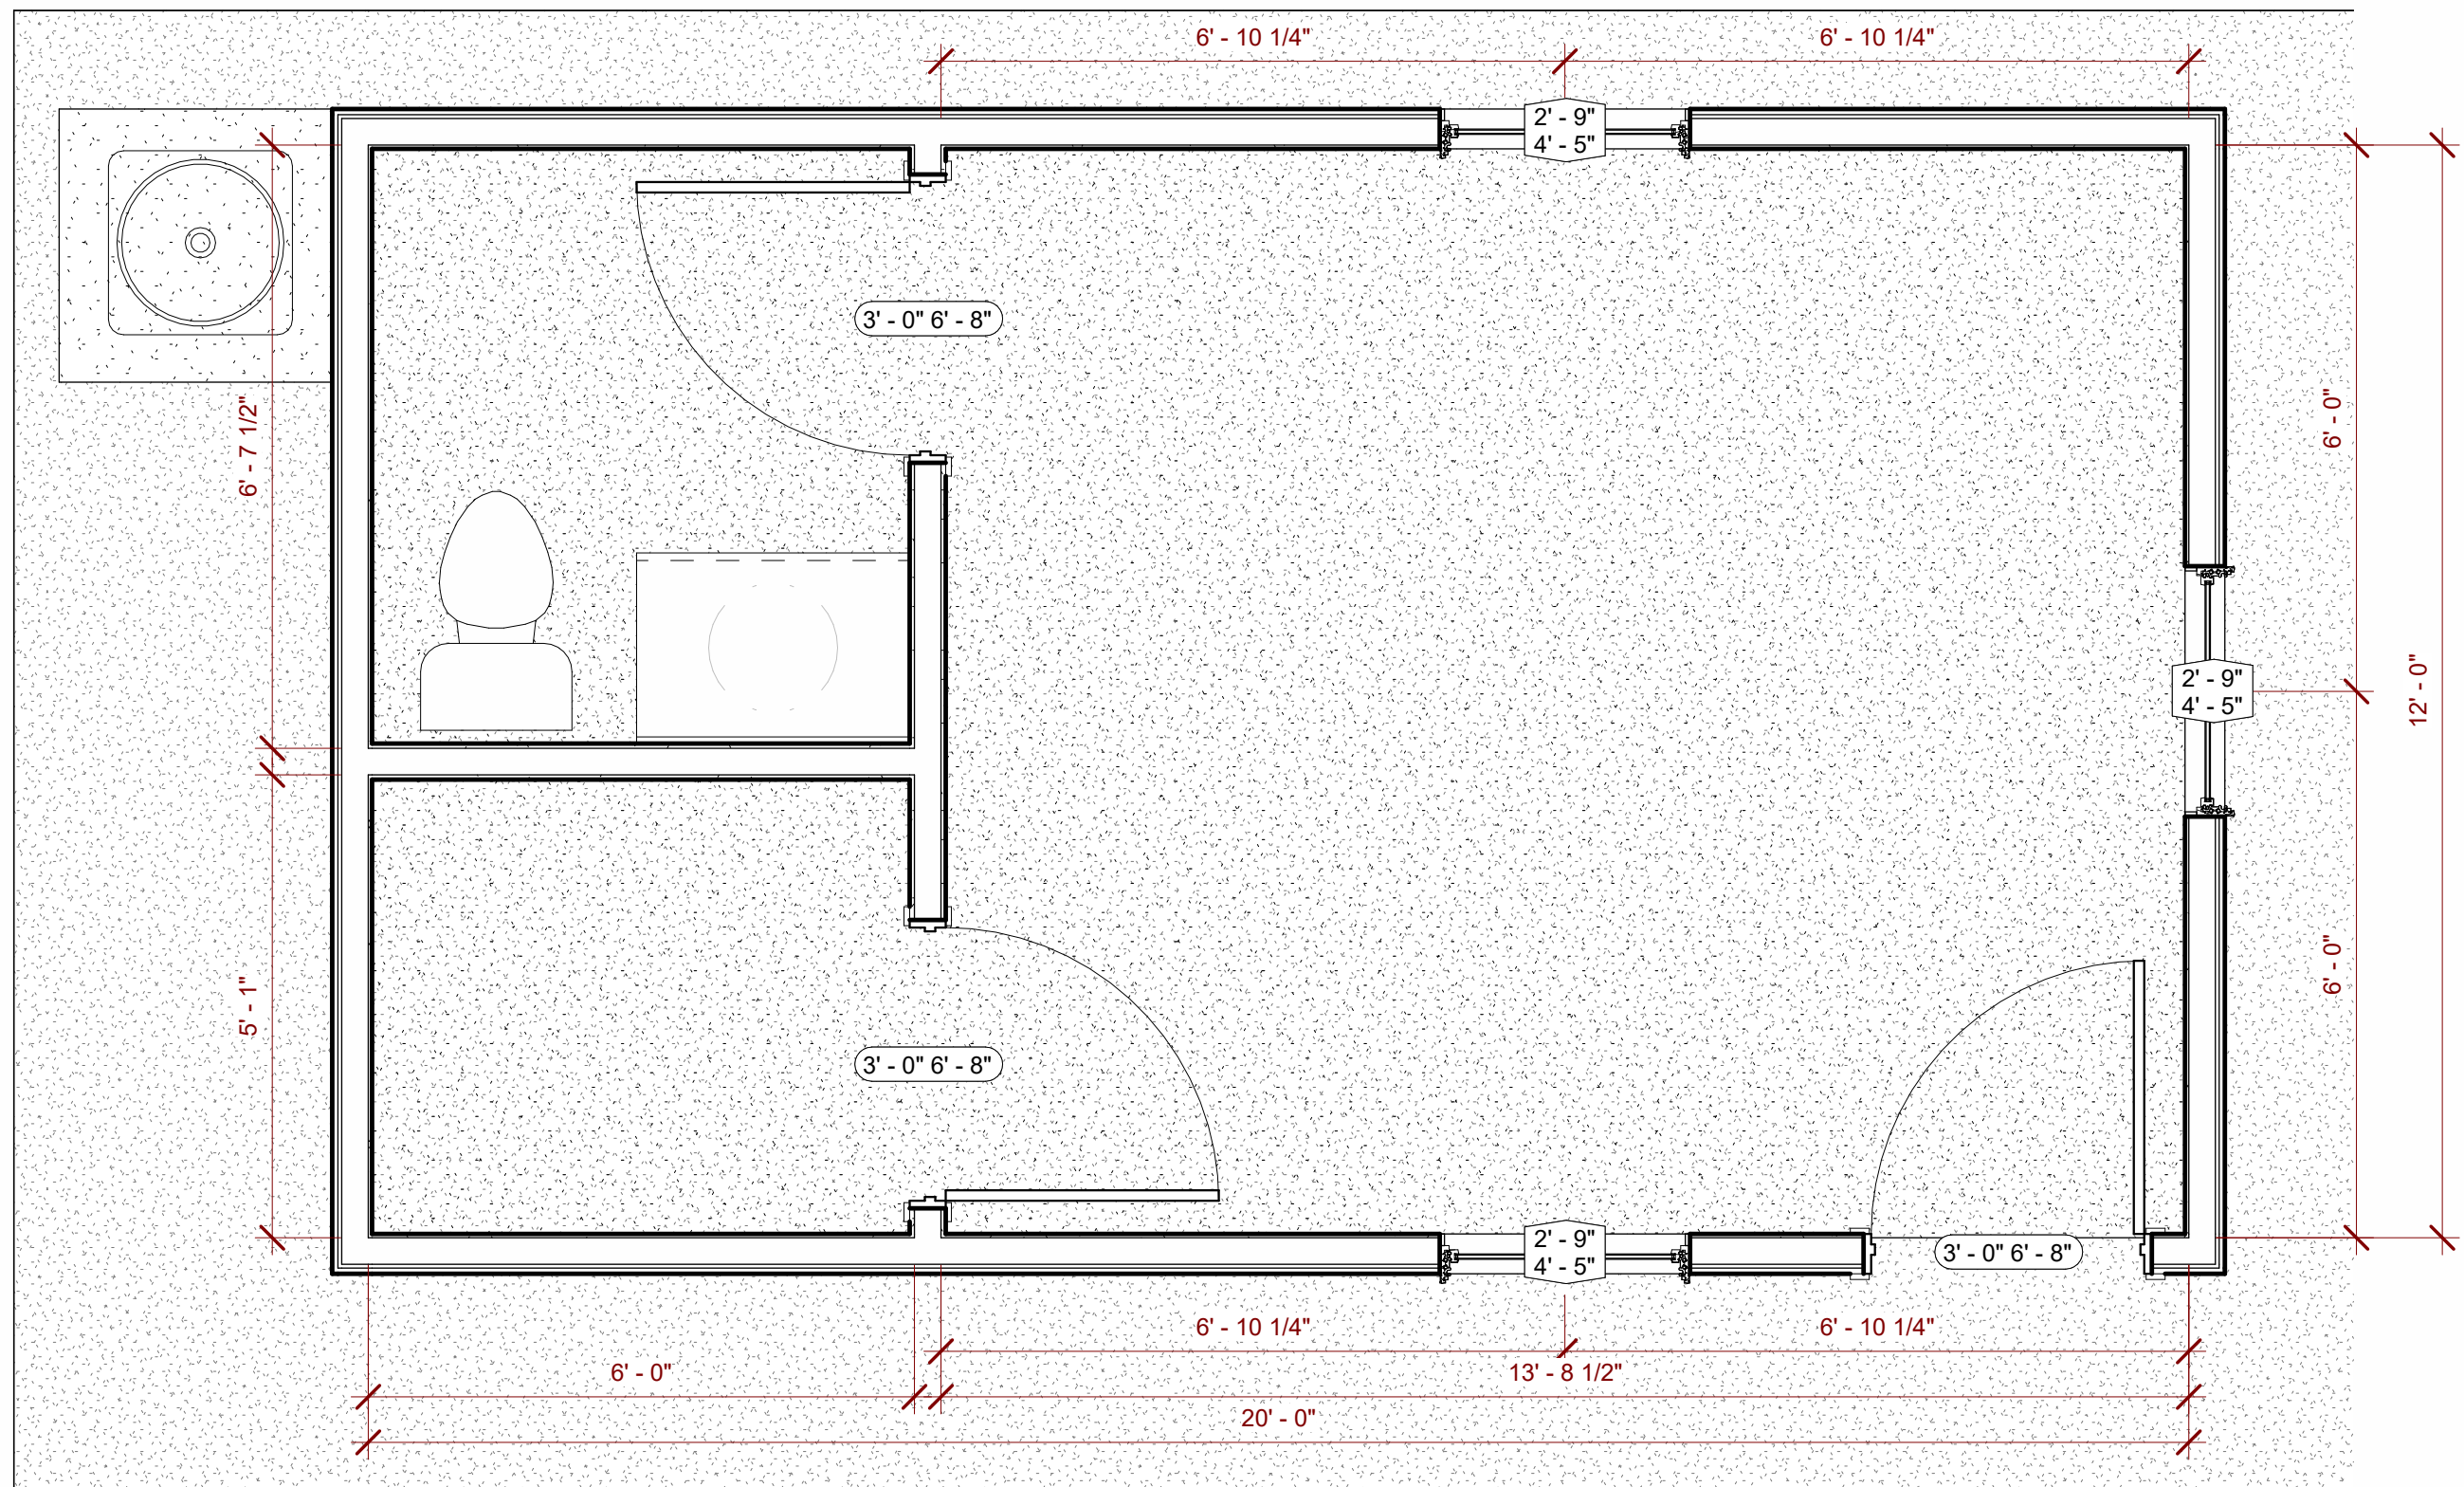 6' - 10 1/4"
6' - 10 1/4"
2' - 9"
4' - 5"
3' - 0" 6' - 8"
6' - 7 1/2"
6' - 0"
2' - 9"
4' - 5"
12' - 0"
5' - 1"
6' - 0"
3' - 0" 6' - 8"
2' - 9"
4' - 5"
3' - 0" 6' - 8"
6' - 10 1/4"
6' - 10 1/4"
6' - 0"
13' - 8 1/2"
20' - 0"